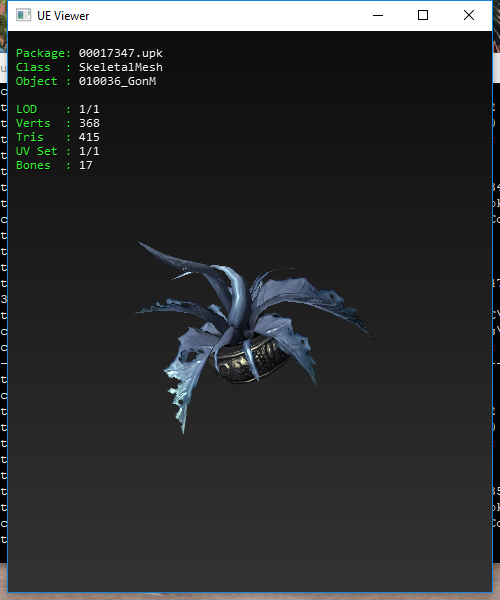 UE Viewer
Package: 00017347.upk
Class : SkeletalMesh
Object : 010036_GonM
LOD : 1/1
Verts : 368
Tris : 415
UV Set : 1/1
Bones : 17